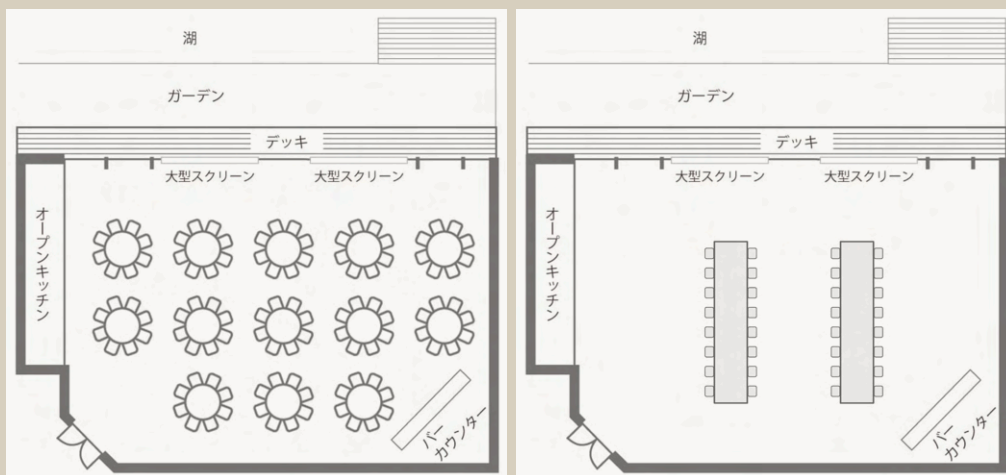 湖
ガーデン
デッキ
大型スクリーン
大型スクリーン
オープンキッチン
バー
カウンター
湖
ガーデン
デッキ
大型スクリーン
大型スクリーン
オープンキッチン
バー
カウンター